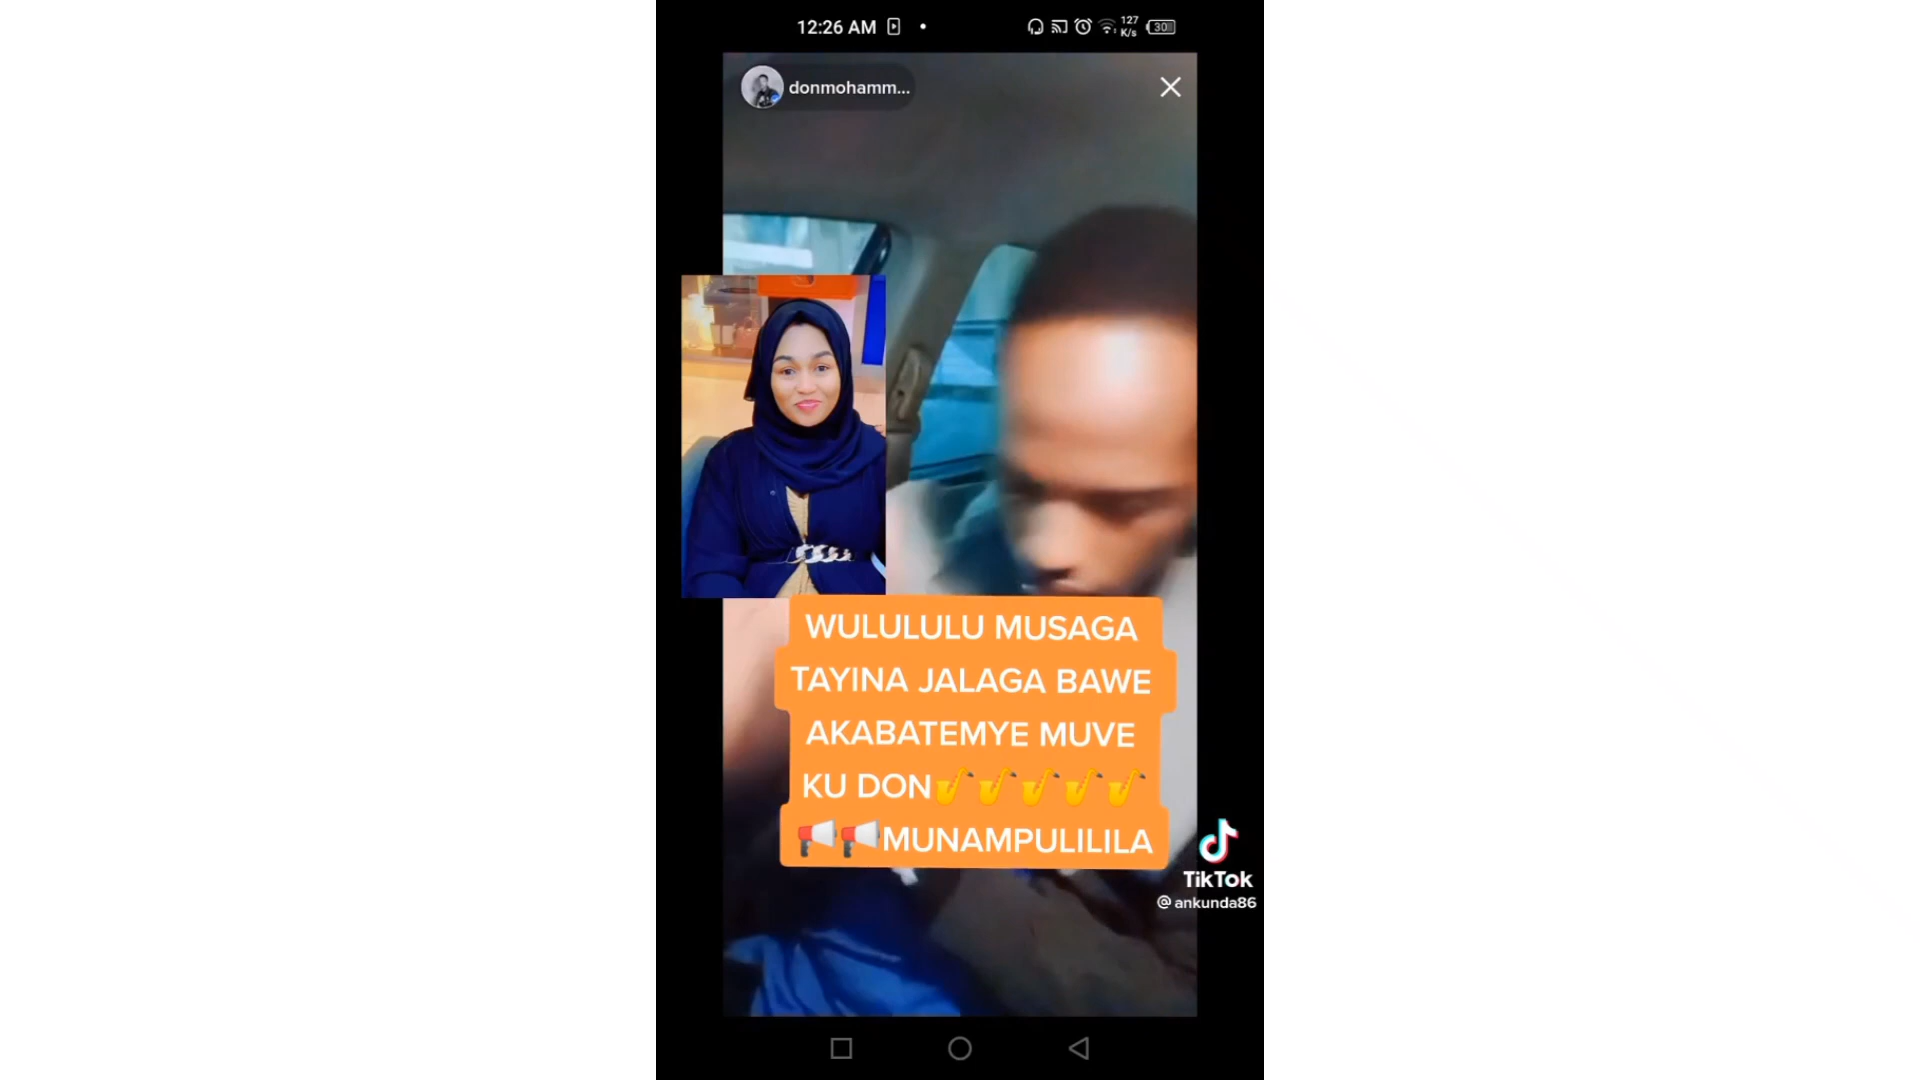 12:26 AM
127
K/s
30
donmohamm...
WULULULU MUSAGA
TAYINA JALAGA BAWE
AKABATEMYE MUVE
KU DON🎷🎷🎷🎷🎷
📢📢MUNAMPULILILA
TikTok
@ankunda86